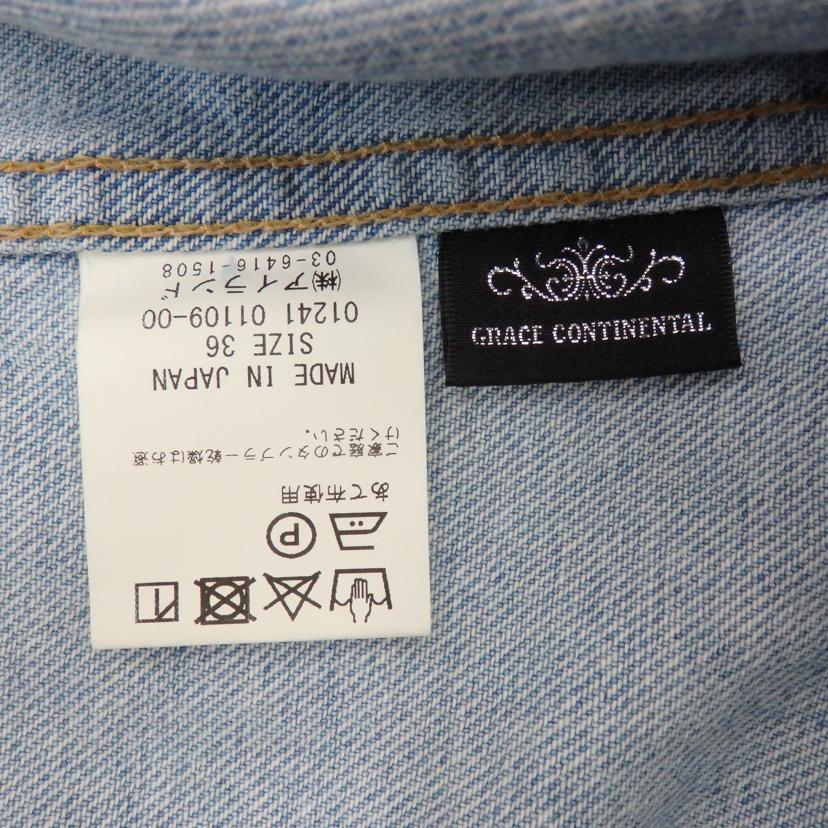 P
あて布使用
ご家庭でのタンブラー乾燥はお避
けください。
MADE IN JAPAN
SIZE 36
01241 01109-00
(株)アイランド
03-6416-1508
GRACE CONTINENTAL